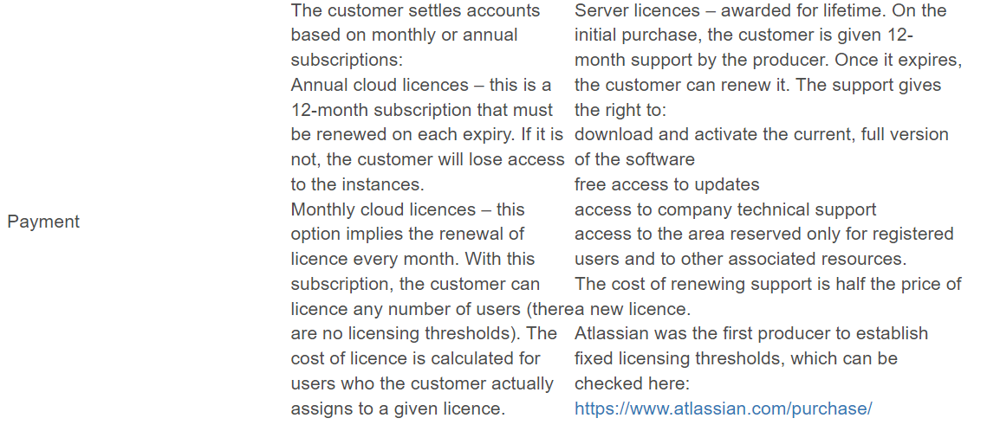 Payment
The customer settles accounts
based on monthly or annual
subscriptions:
Annual cloud licences – this is a
12-month subscription that must
be renewed on each expiry. If it is
not, the customer will lose access
to the instances.
Monthly cloud licences – this
option implies the renewal of
licence every month. With this
subscription, the customer can
licence any number of users (there
are no licensing thresholds). The
cost of licence is calculated for
users who the customer actually
assigns to a given licence.
Server licences – awarded for lifetime. On the
initial purchase, the customer is given 12-
month support by the producer. Once it expires,
the customer can renew it. The support gives
the right to:
download and activate the current, full version
of the software
free access to updates
access to company technical support
access to the area reserved only for registered
users and to other associated resources.
The cost of renewing support is half the price of
a new licence.
Atlassian was the first producer to establish
fixed licensing thresholds, which can be
checked here:
https://www.atlassian.com/purchase/